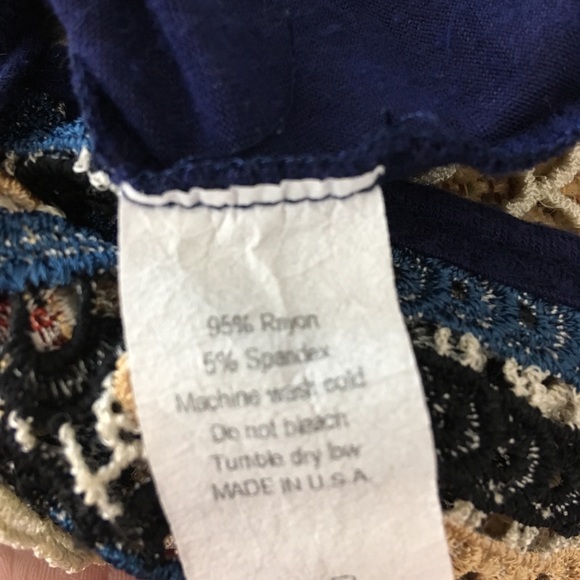 95% Rayon
5% Spandex
Machine wash cold
Do not bleach
Tumble dry low
MADE IN U.S.A.